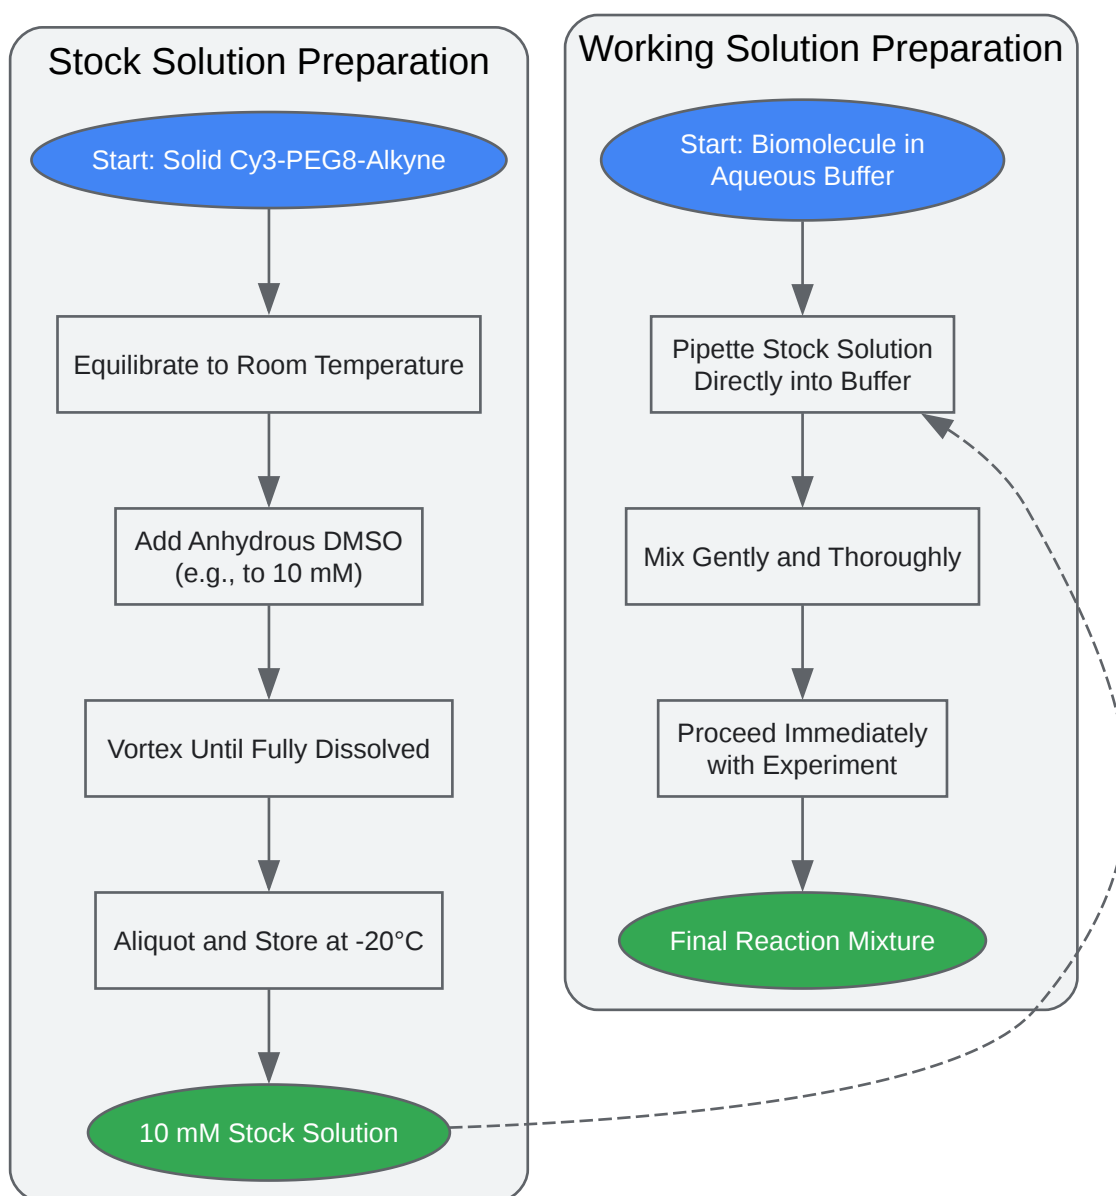 Stock Solution Preparation
Start: Solid Cy3-PEG8-Alkyne
Equilibrate to Room Temperature
Add Anhydrous DMSO
(e.g., to 10 mM)
Vortex Until Fully Dissolved
Aliquot and Store at -20°C
10 mM Stock Solution
Working Solution Preparation
Start: Biomolecule in
Aqueous Buffer
Pipette Stock Solution
Directly into Buffer
Mix Gently and Thoroughly
Proceed Immediately
with Experiment
Final Reaction Mixture